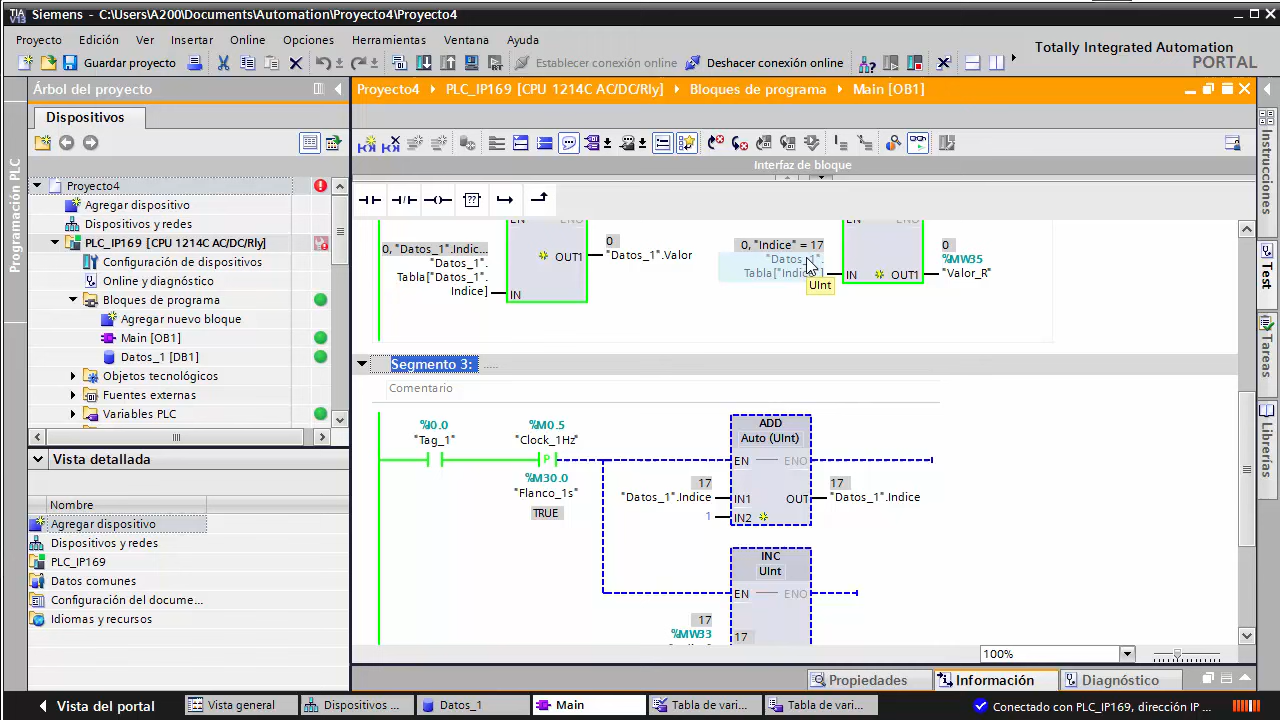 Siemens - C:\Users\A200\Documents\Automation\Proyecto4\Proyecto4
Proyecto Edición Ver Insertar Online Opciones Herramientas Ventana Ayuda
Totally Integrated Automation
PORTAL
Guardar proyecto Establecer conexión online Deshacer conexión online
Árbol del proyecto
Proyecto4 PLC_IP169 [CPU 1214C AC/DC/Rly] Bloques de programa Main [OB1]
Dispositivos
Programación PLC
Interfaz de bloque
Proyecto4
Agregar dispositivo
Dispositivos y redes
PLC_IP169 [CPU 1214C AC/DC/Rly]
Configuración de dispositivos
Online y diagnóstico
Bloques de programa
Agregar nuevo bloque
Main [OB1]
Datos_1 [DB1]
Objetos tecnológicos
Fuentes externas
Variables PLC
Vista detallada
Nombre
Agregar dispositivo
Dispositivos y redes
PLC_IP169
Datos comunes
Configuración del docume...
Idiomas y recursos
EN ENO
0, "Datos_1".Indic...
"Datos_1".
Tabla["Datos_1".
Indice]
IN
OUT1
0
"Datos_1".Valor
EN ENO
0, "Indice" = 17
"Datos_1".
Tabla["Indice"]
UInt
IN OUT1
0
%MW35
"Valor_R"
Segmento 3: .....
Comentario
%I0.0
"Tag_1"
%M0.5
"Clock_1Hz"
P
%M30.0
"Flanco_1s"
TRUE
ADD
Auto (UInt)
EN ENO
17
"Datos_1".Indice IN1
1 IN2
OUT
17
"Datos_1".Indice
INC
UInt
EN ENO
17
%MW33
17
100%
Instrucciones
Test
Tareas
Librerías
Propiedades Información Diagnóstico
Vista del portal Vista general Dispositivos ... Datos_1 Main Tabla de vari... Tabla de vari... Conectado con PLC_IP169, dirección IP ...